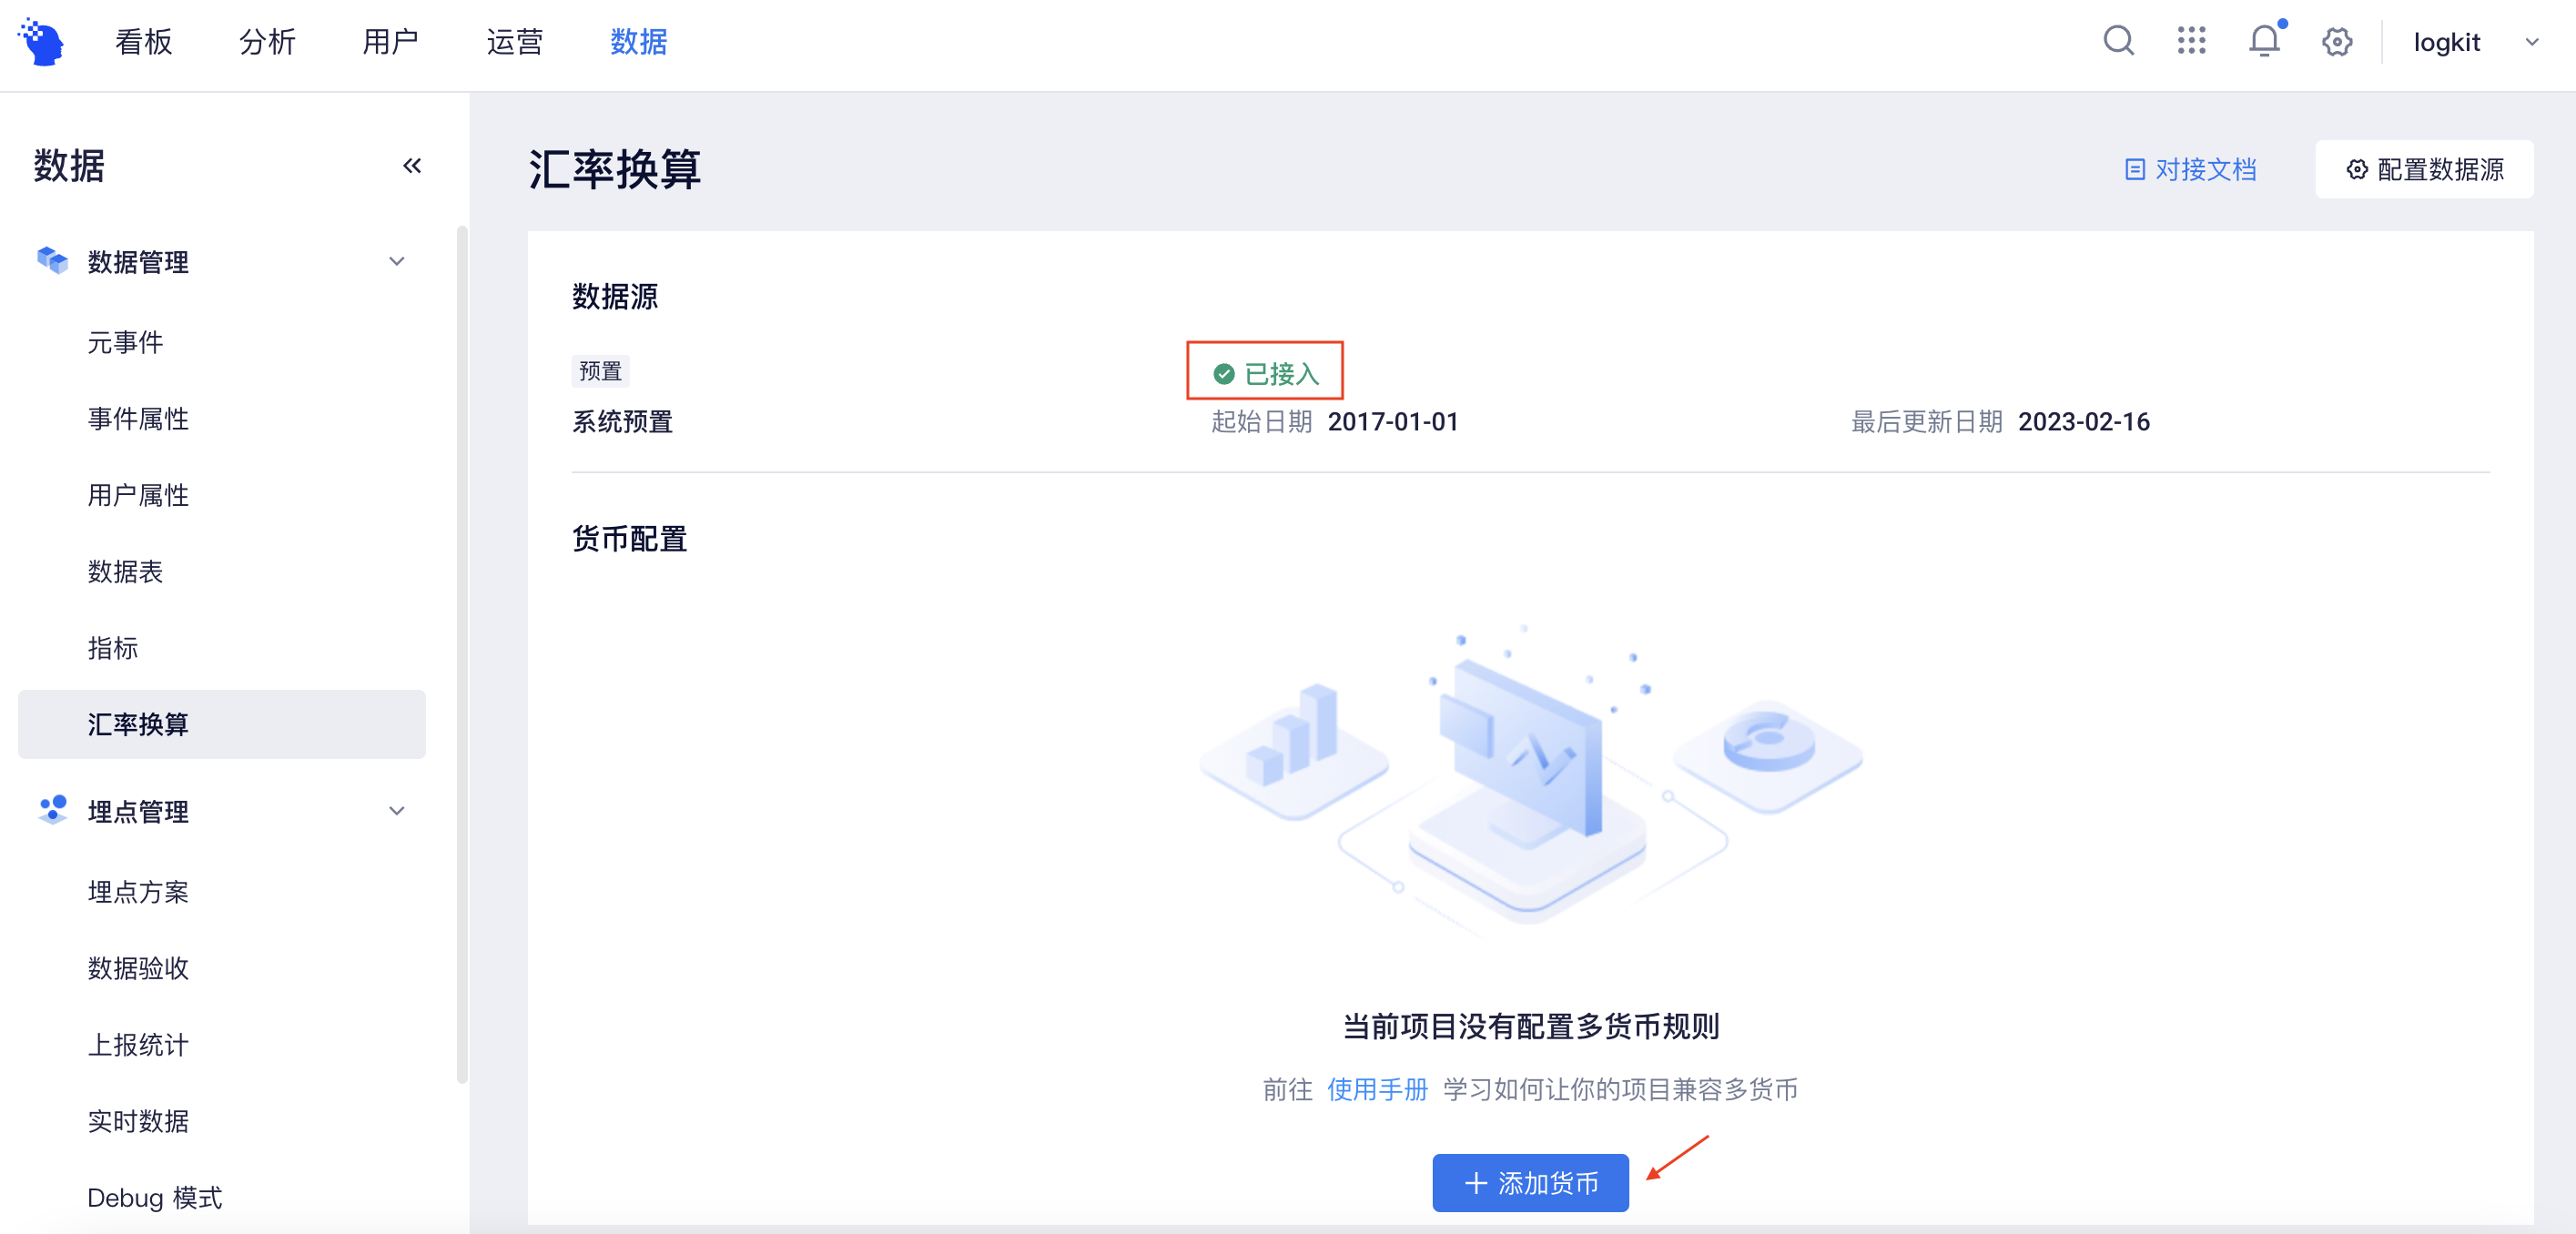 看板 分析 用户 运营 数据 logkit
数据
数据管理
元事件
事件属性
用户属性
数据表
指标
汇率换算
埋点管理
埋点方案
数据验收
上报统计
实时数据
Debug 模式
汇率换算
对接文档 配置数据源
数据源
预置 已接入
系统预置 起始日期 2017-01-01 最后更新日期 2023-02-16
货币配置
当前项目没有配置多货币规则
前往 使用手册 学习如何让你的项目兼容多货币
添加货币